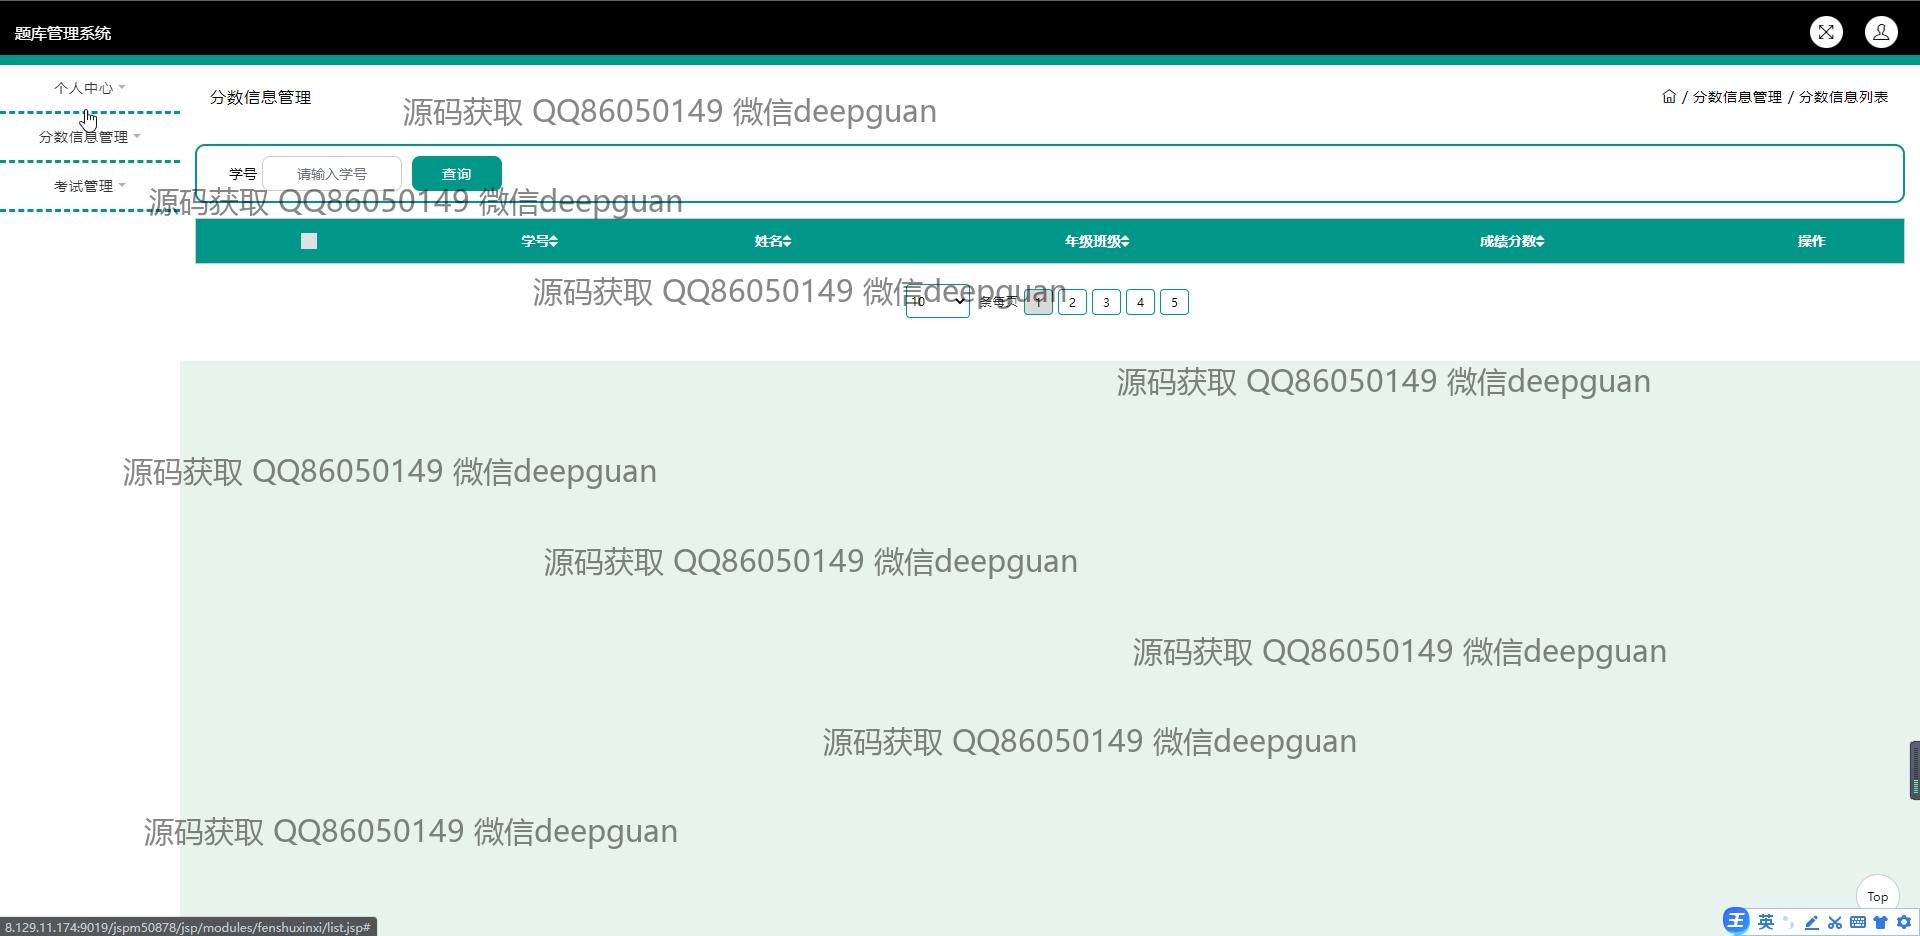 题库管理系统
个人中心
分数信息管理
考试管理
分数信息管理
/ 分数信息管理 / 分数信息列表
源码获取 QQ86050149 微信deepguan
学号 请输入学号 查询
源码获取 QQ86050149 微信deepguan
学号 姓名 年级班级 成绩分数 操作
源码获取 QQ86050149 微信deepguan
10 条每页 1 2 3 4 5
源码获取 QQ86050149 微信deepguan
源码获取 QQ86050149 微信deepguan
源码获取 QQ86050149 微信deepguan
源码获取 QQ86050149 微信deepguan
源码获取 QQ86050149 微信deepguan
源码获取 QQ86050149 微信deepguan
Top
王 英
8.129.11.174:9019/jspm50878/jsp/modules/fenshuxinxi/list.jsp#